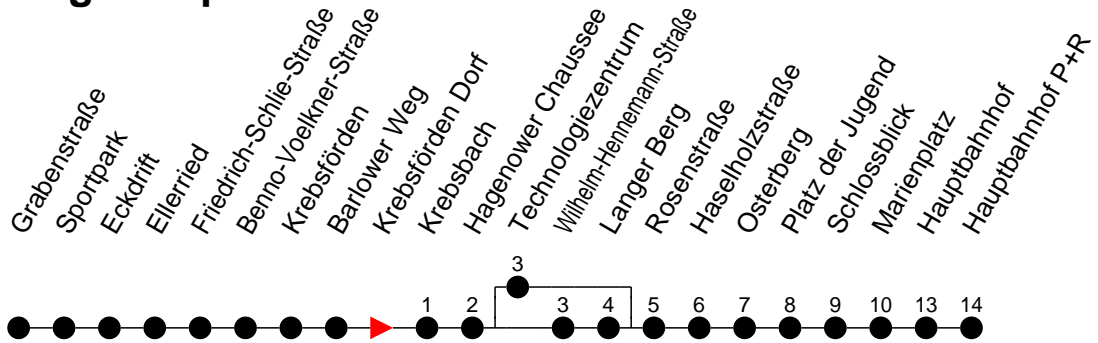 Grabenstraße
Sportpark
Eckdrift
Ellerried
Friedrich-Schlie-Straße
Benno-Voelkner-Straße
Krebsförden
Barlower Weg
Krebsförden Dorf
Krebsbach
Hagenower Chaussee
Technologiezentrum
Wilhelm-Hennemann-Straße
Langer Berg
Rosenstraße
Haselholzstraße
Osterberg
Platz der Jugend
Schlossblick
Marienplatz
Hauptbahnhof
Hauptbahnhof P+R
3
1 2 3 4 5 6 7 8 9 10 13 14